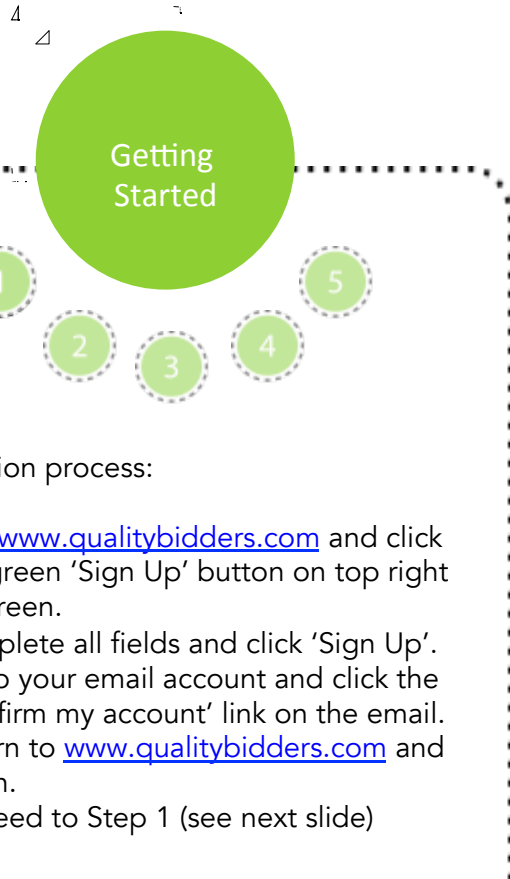 Getting
Started
1
5
2
4
3
ion process:
www.qualitybidders.com and click
green 'Sign Up' button on top right
reen.
plete all fields and click 'Sign Up'.
o your email account and click the
firm my account' link on the email.
rn to www.qualitybidders.com and
n.
eed to Step 1 (see next slide)